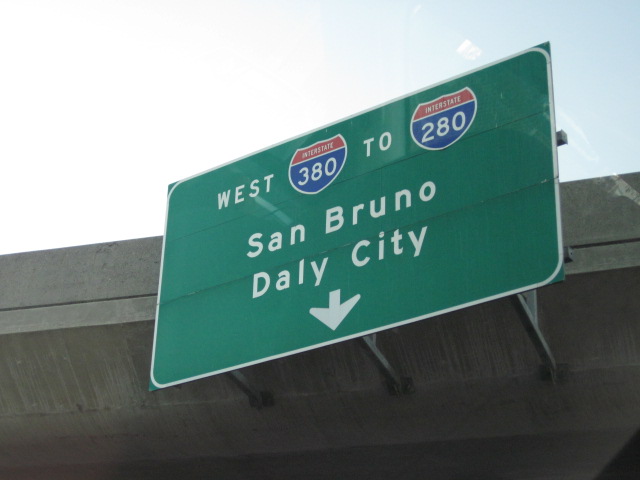 WEST INTERSTATE 380 TO INTERSTATE 280
San Bruno
Daly City